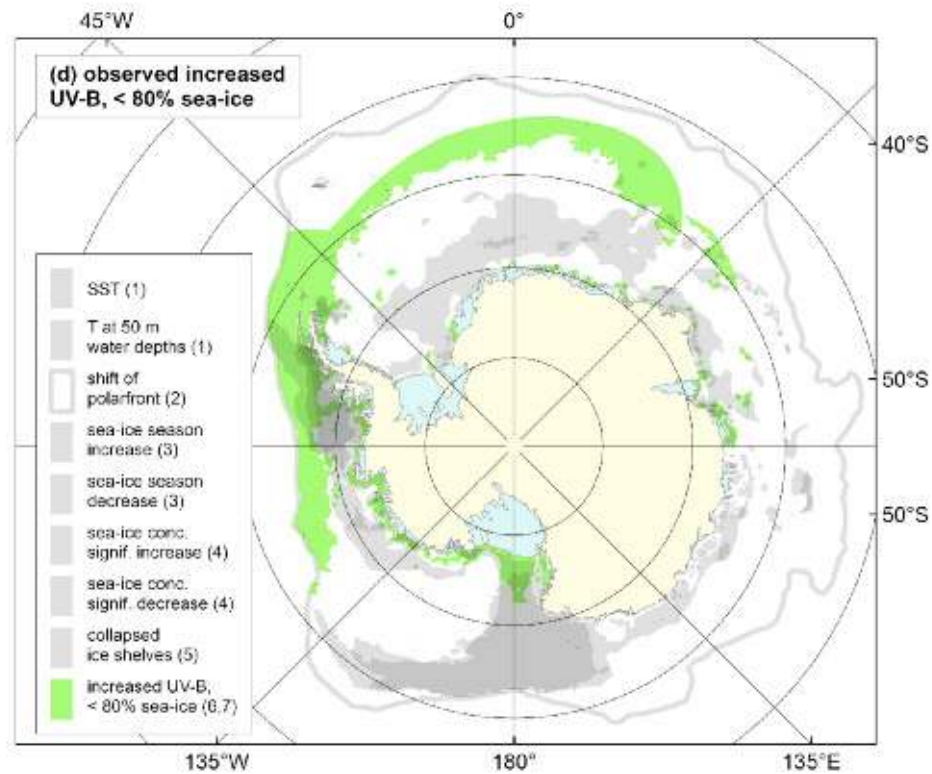 45°W
0°
(d) observed increased
UV-B, < 80% sea-ice
40°S
SST (1)
T at 50 m
water depths (1)
shift of
polarfront (2)
sea-ice season
increase (3)
sea-ice season
decrease (3)
sea-ice conc.
signif. increase (4)
sea-ice conc.
signif. decrease (4)
collapsed
ice shelves (5)
increased UV-B,
< 80% sea-ice (6,7)
50°S
50°S
135°W
180°
135°E